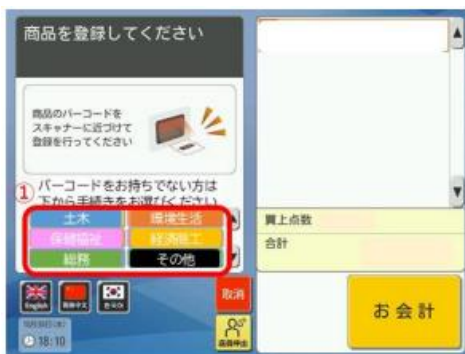 商品を登録してください
商品のバーコードを
スキャナーに近づけて
登録を行ってください
バーコードをお持ちでない方は
下から手続きをお選びください
①
土木
環境生活
保健福祉
経済商工
総務
その他
English
한국어
取消
18:10
買上点数
合計
お会計